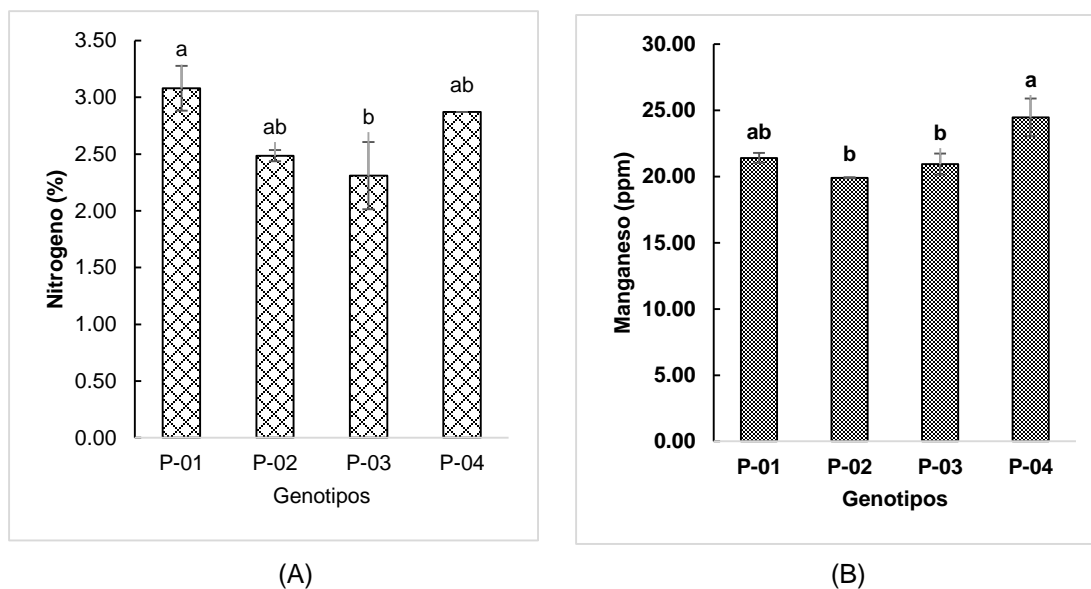 3.50
3.00
2.50
2.00
1.50
1.00
0.50
0.00
Nitrogeno (%)
a
ab
b
ab
P-01 P-02 P-03 P-04
Genotipos
(A)
30.00
25.00
20.00
15.00
10.00
5.00
0.00
Manganeso (ppm)
ab
b
b
a
P-01 P-02 P-03 P-04
Genotipos
(B)